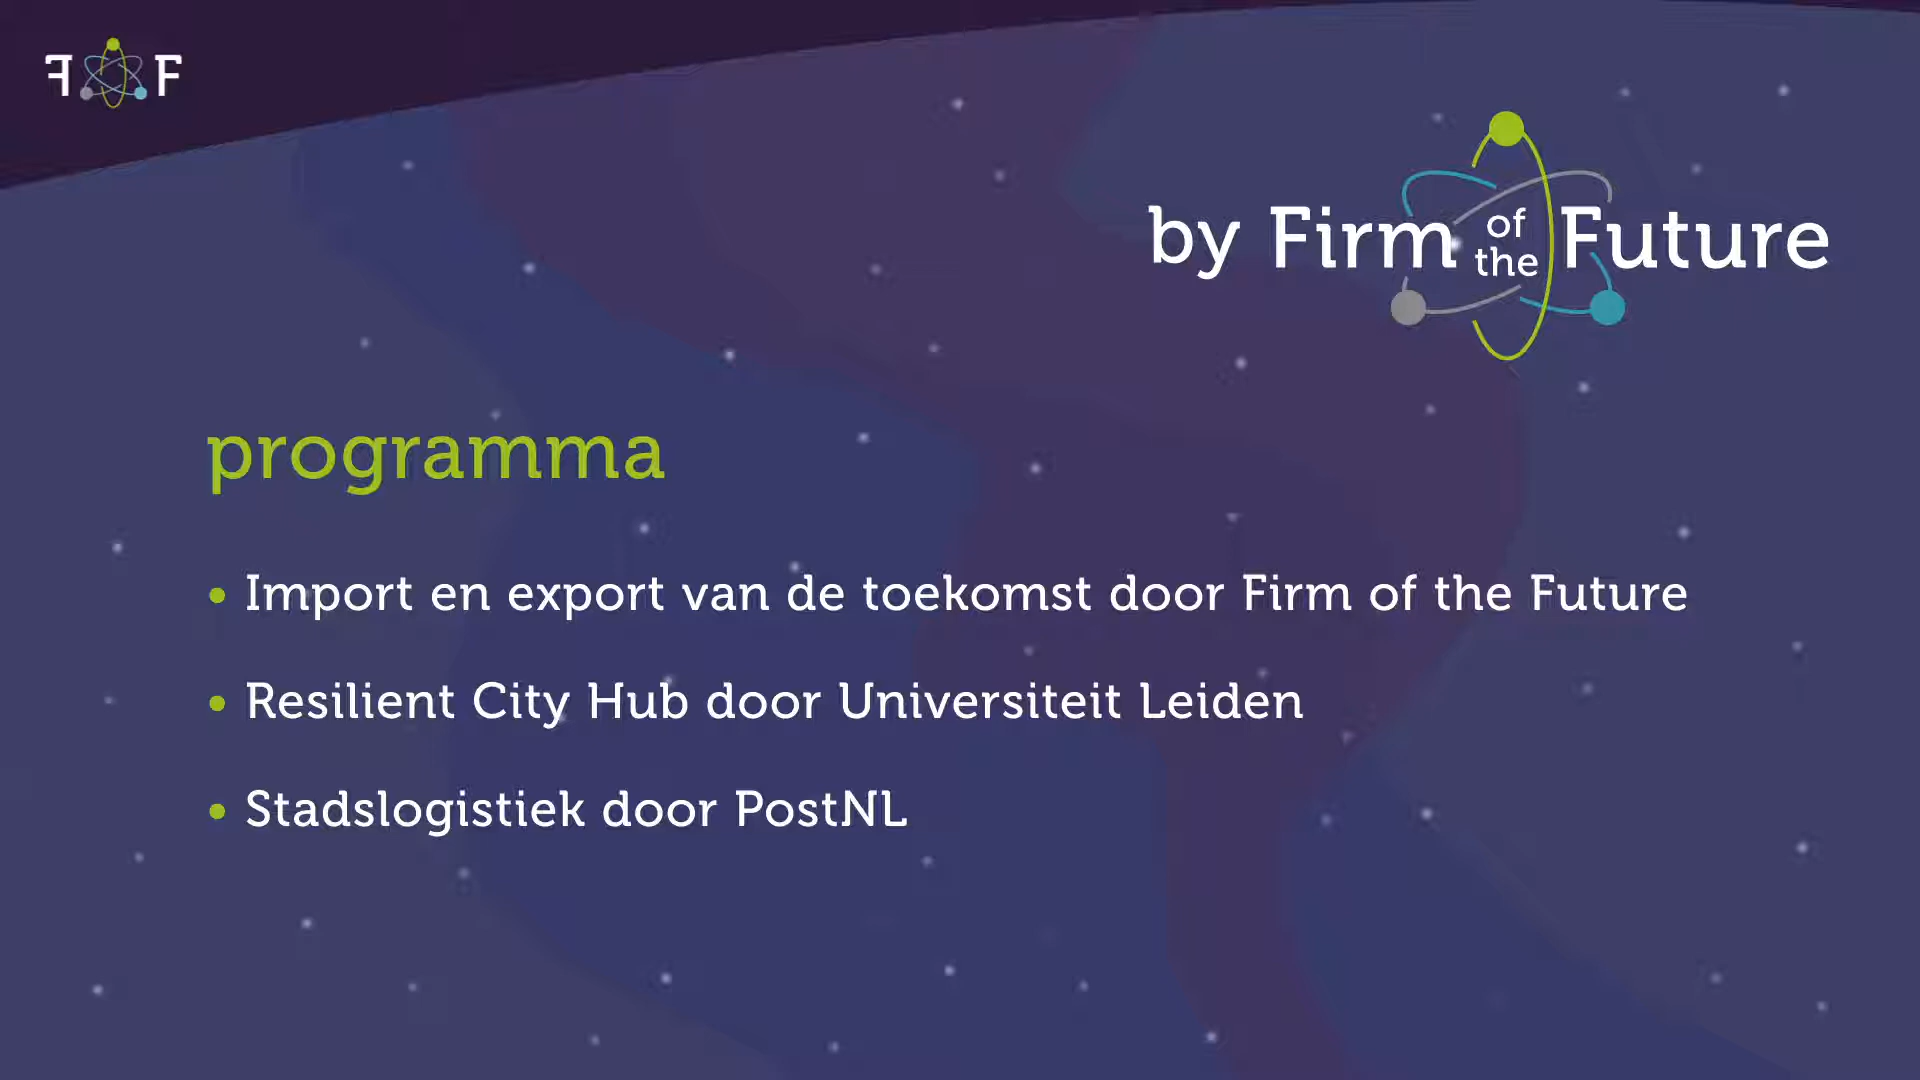 F F
by Firm of the Future
programma
• Import en export van de toekomst door Firm of the Future
• Resilient City Hub door Universiteit Leiden
• Stadslogistiek door PostNL